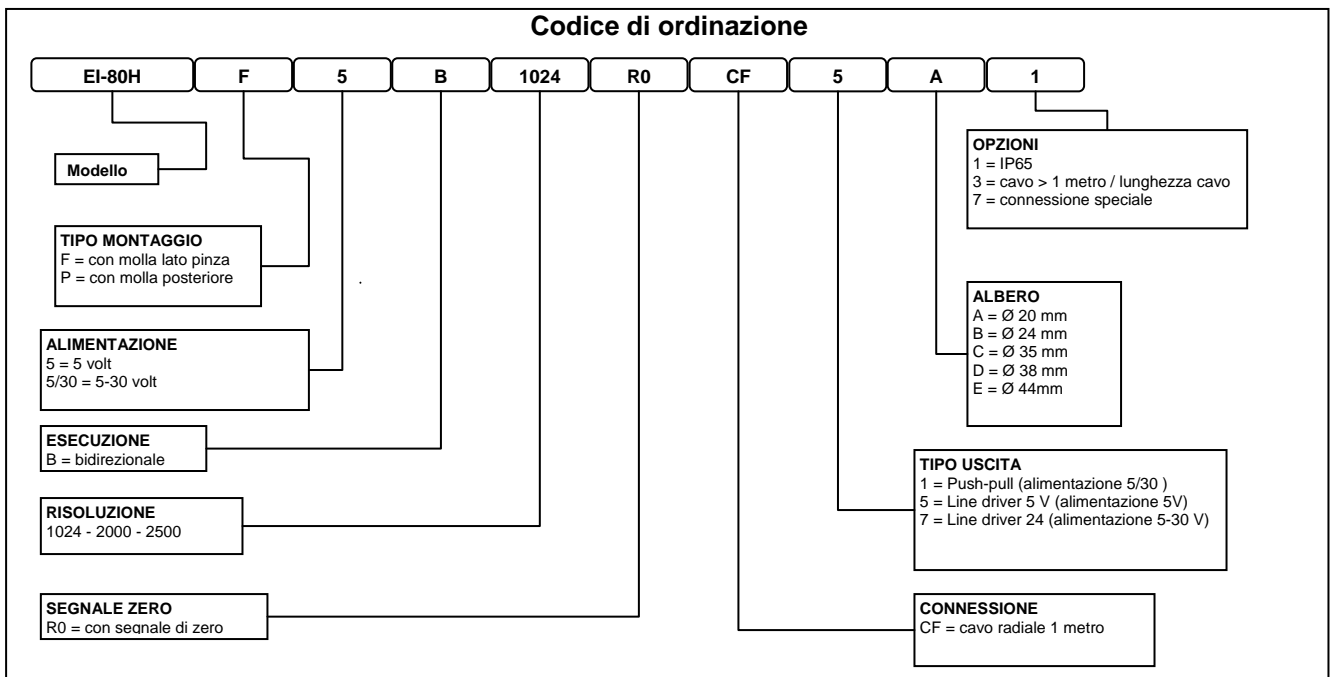 Codice di ordinazione
EI-80H F 5 B 1024 R0 CF 5 A 1
Modello
TIPO MONTAGGIO
F = con molla lato pinza
P = con molla posteriore
ALIMENTAZIONE
5 = 5 volt
5/30 = 5-30 volt
ESECUZIONE
B = bidirezionale
RISOLUZIONE
1024 - 2000 - 2500
SEGNALE ZERO
R0 = con segnale di zero
OPZIONI
1 = IP65
3 = cavo > 1 metro / lunghezza cavo
7 = connessione speciale
ALBERO
A = Ø 20 mm
B = Ø 24 mm
C = Ø 35 mm
D = Ø 38 mm
E = Ø 44mm
TIPO USCITA
1 = Push-pull (alimentazione 5/30 )
5 = Line driver 5 V (alimentazione 5V)
7 = Line driver 24 (alimentazione 5-30 V)
CONNESSIONE
CF = cavo radiale 1 metro